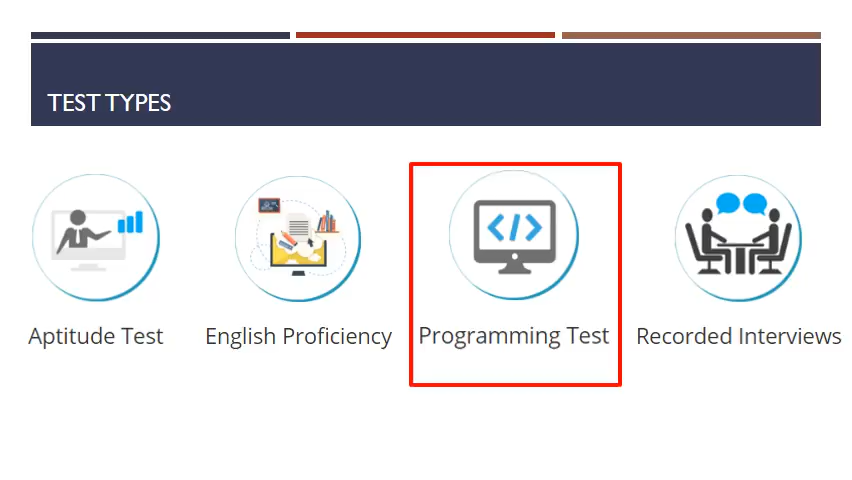 TEST TYPES
Aptitude Test
English Proficiency
Programming Test
Recorded Interviews